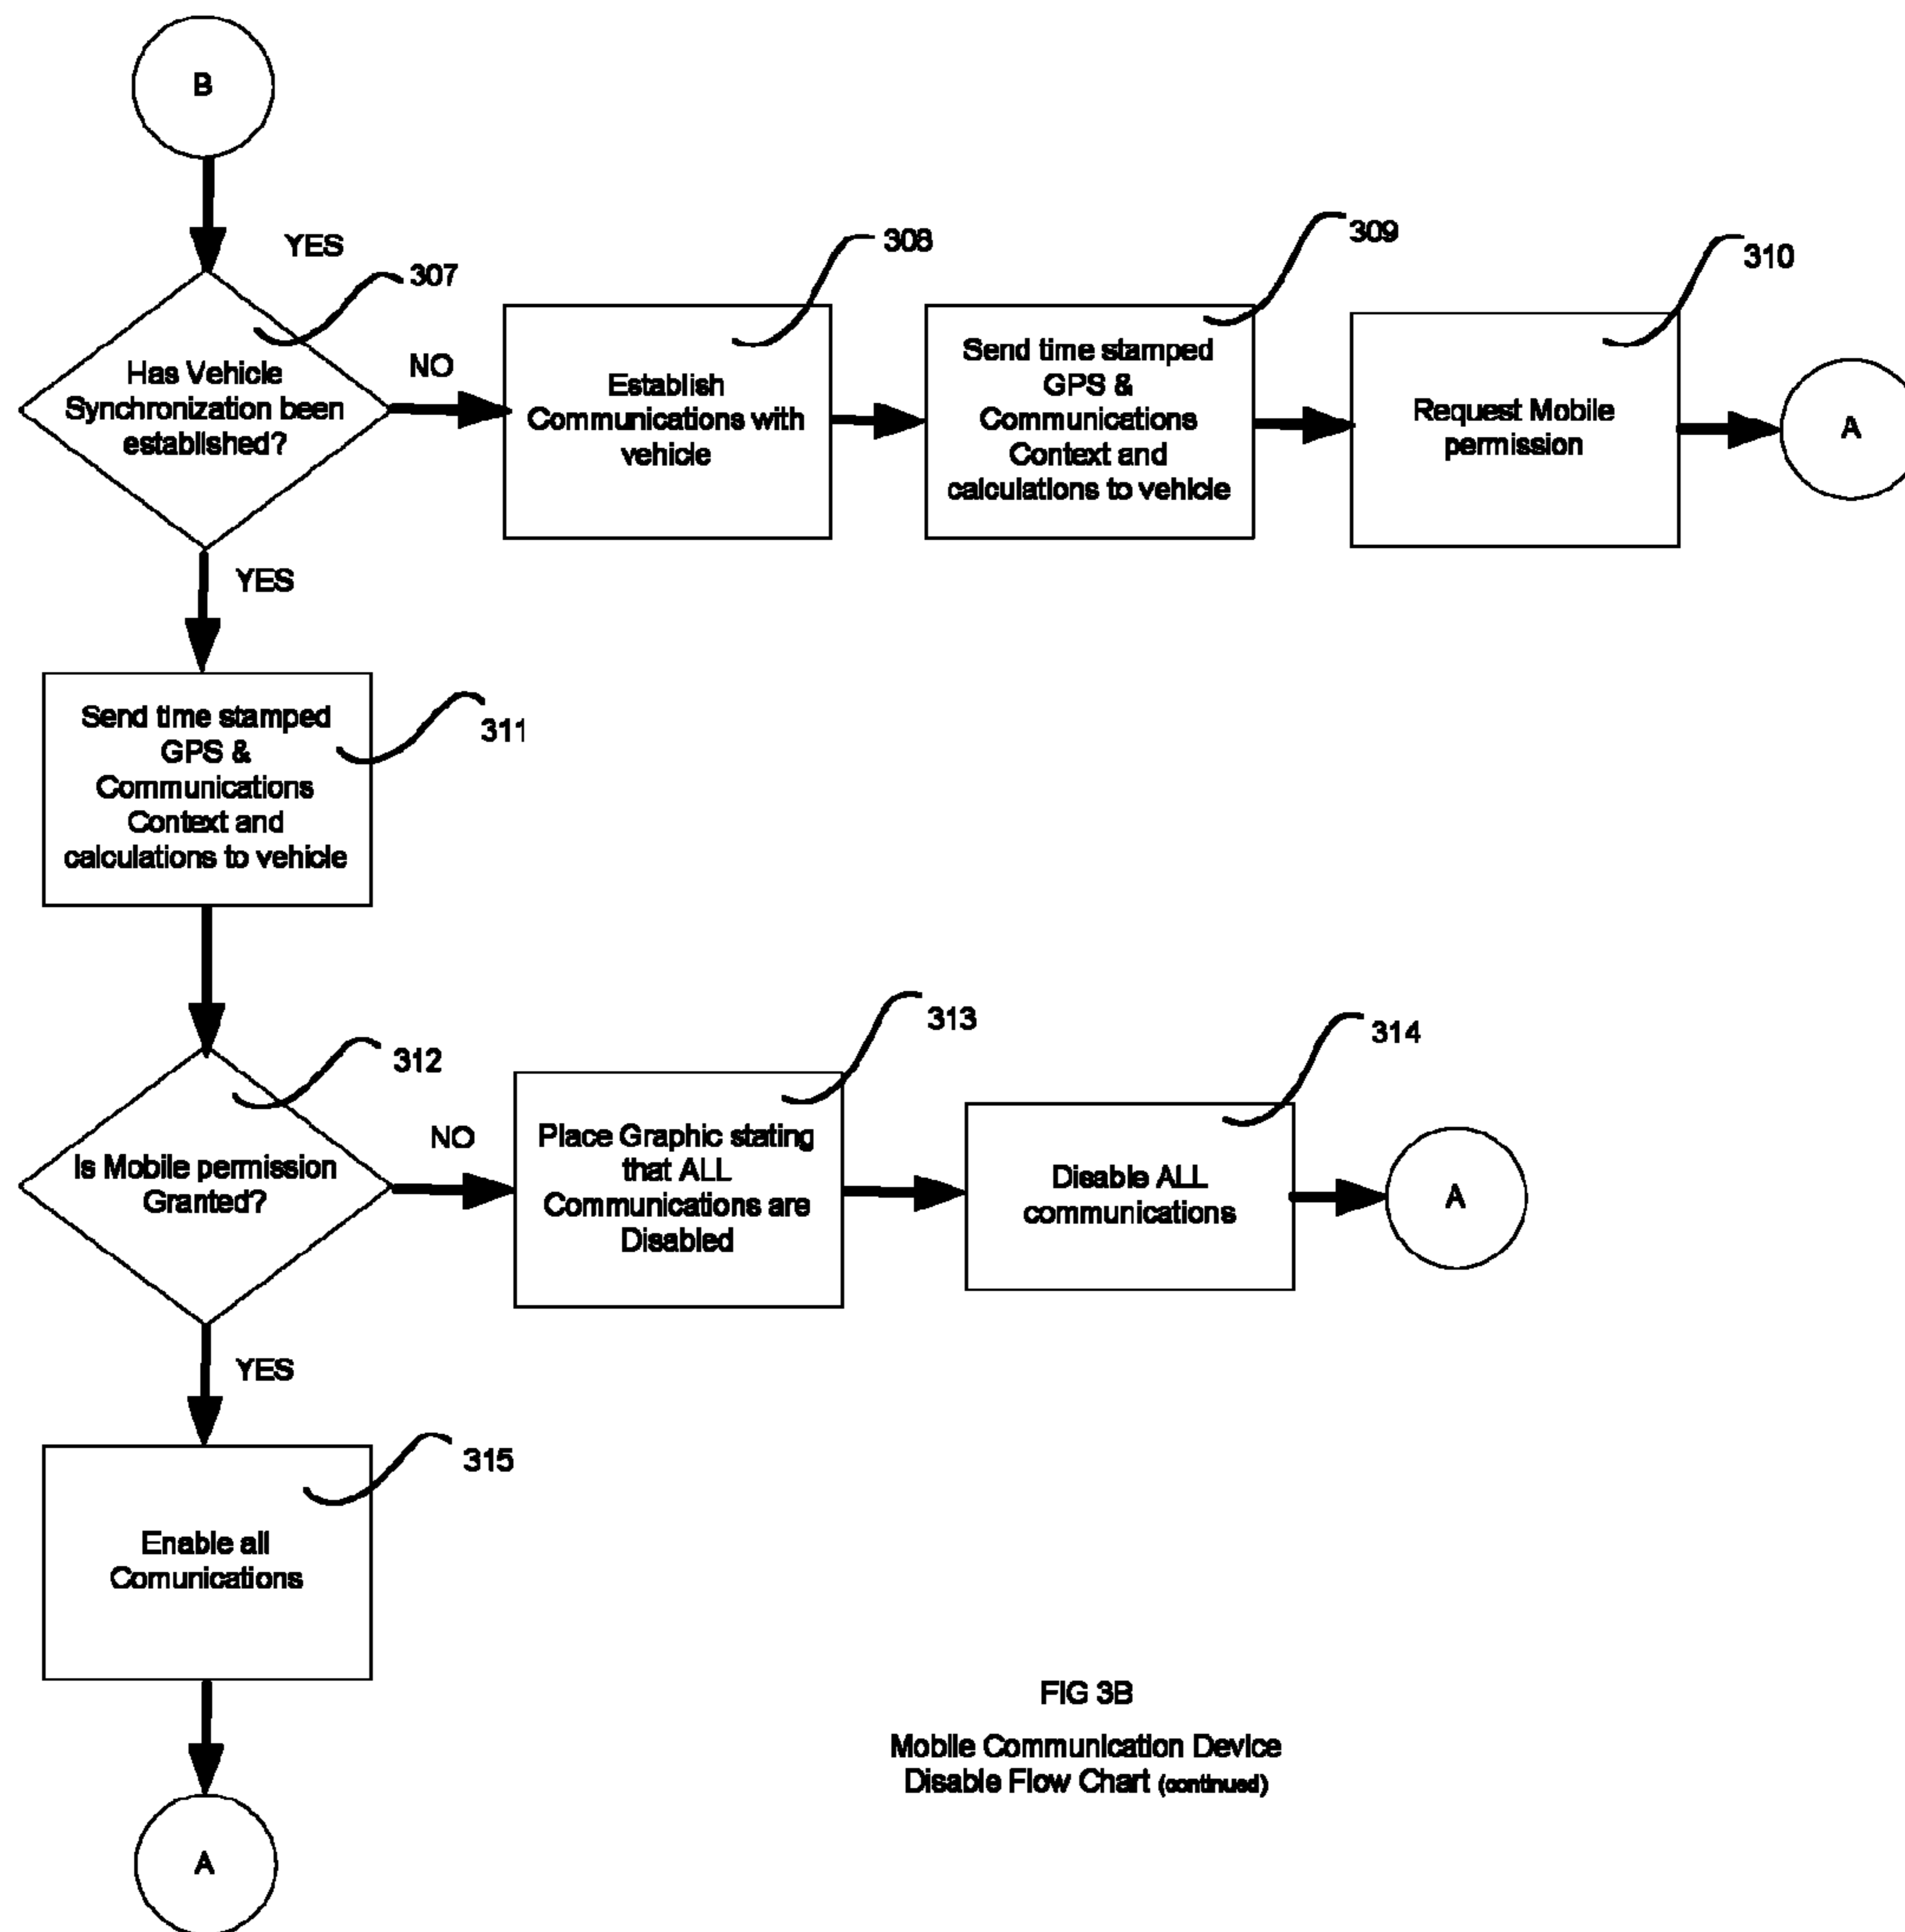 B
YES
307
308
309
310
Has Vehicle
Synchronization been
established?
NO
Establish
Communications with
vehicle
Send time stamped
GPS &
Communications
Context and
calculations to vehicle
Request Mobile
permission
A
YES
Send time stamped
GPS &
Communications
Context and
calculations to vehicle
311
312
313
314
Is Mobile permission
Granted?
NO
Place Graphic stating
that ALL
Communications are
Disabled
Disable ALL
communications
A
YES
315
Enable all
Comunications
A
FIG 3B
Mobile Communication Device
Disable Flow Chart (continued)